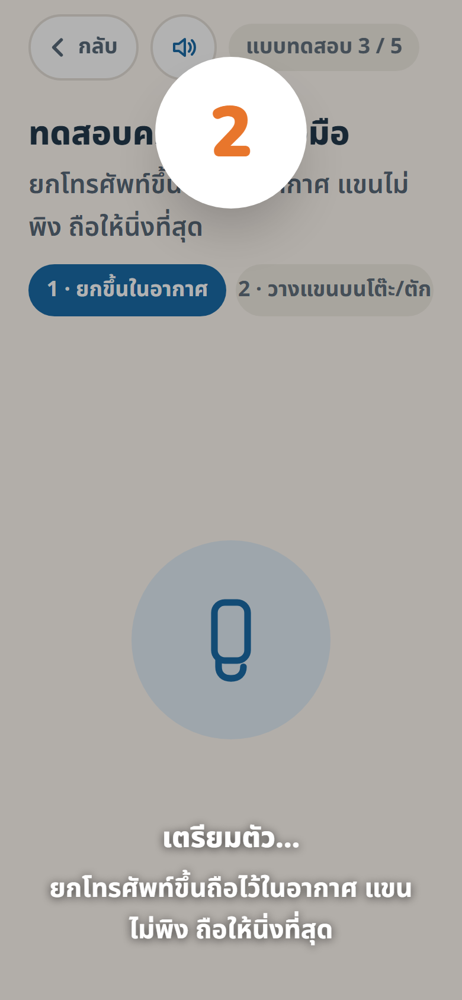 กลับ
แบบทดสอบ 3 / 5
2
ทดสอบ มือ
ยกโทรศัพท์ขึ้น แขนไม่
พิง ถือให้นิ่งที่สุด
1 · ยกขึ้นในอากาศ
2 · วางแขนบนโต๊ะ/ตัก
เตรียมตัว...
ยกโทรศัพท์ขึ้นถือไว้ในอากาศ แขน
ไม่พิง ถือให้นิ่งที่สุด